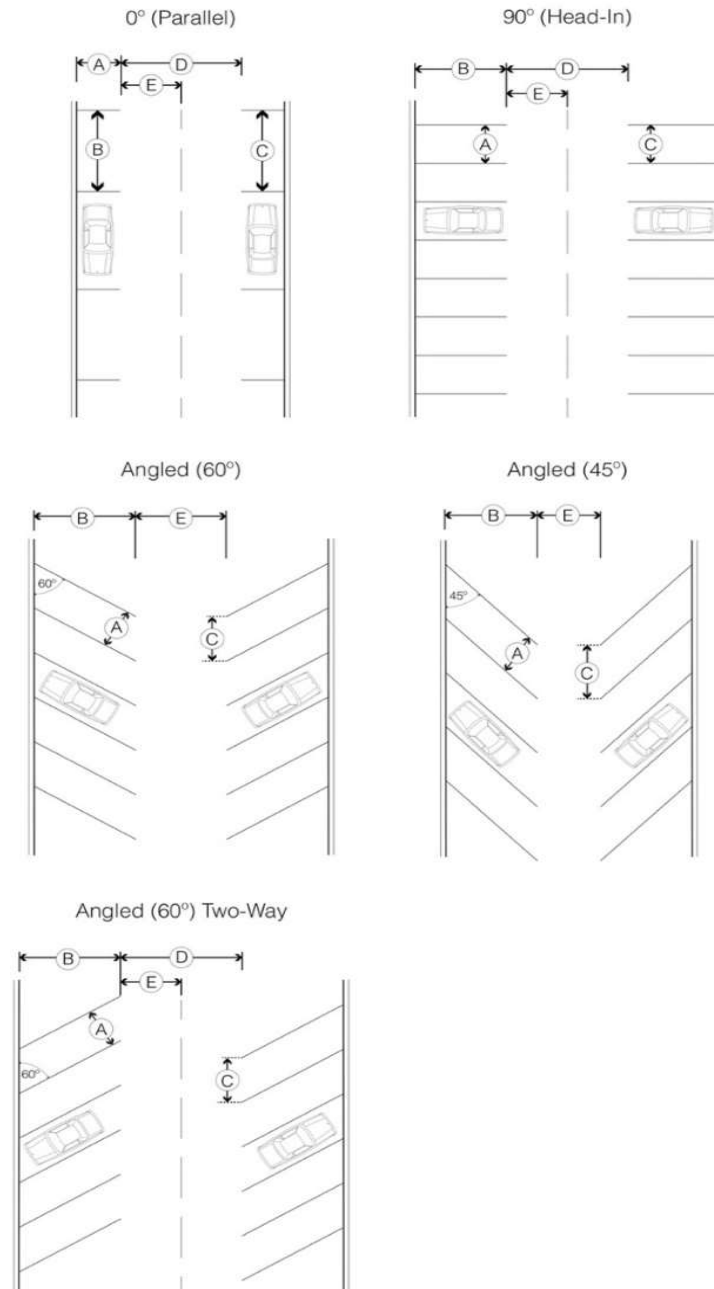 0° (Parallel)
A D
E
B C
90° (Head-In)
B D
E
A C
Angled (60°)
B E
60°
A
C
Angled (45°)
B E
45°
A
C
Angled (60°) Two-Way
B D
E
A
60°
C